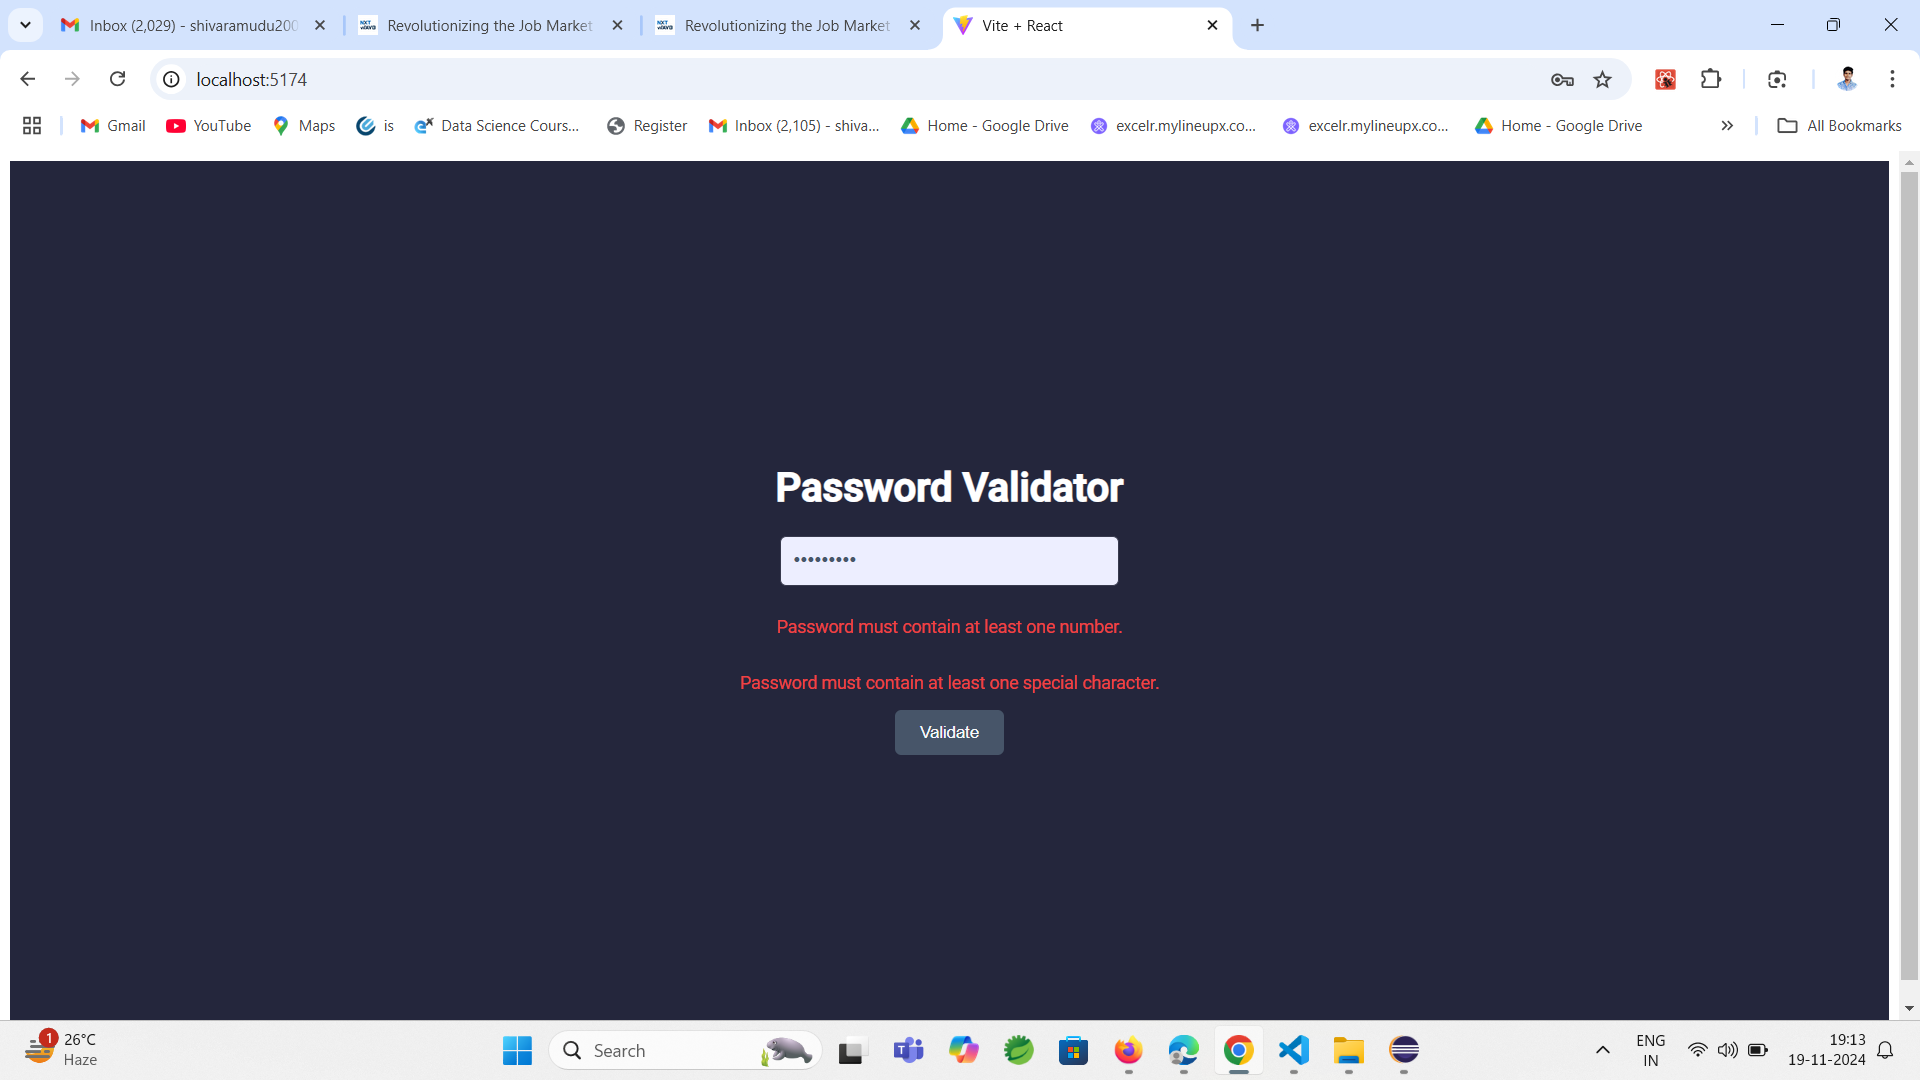 Inbox (2,029) - shivaramudu200
Revolutionizing the Job Market
Revolutionizing the Job Market
Vite + React
localhost:5174
Gmail
YouTube
Maps
is
Data Science Cours...
Register
Inbox (2,105) - shiva...
Home - Google Drive
excelr.mylineupx.co...
excelr.mylineupx.co...
Home - Google Drive
All Bookmarks
Password Validator
•••••••••
Password must contain at least one number.
Password must contain at least one special character.
Validate
1
26°C
Haze
Search
ENG
IN
19:13
19-11-2024